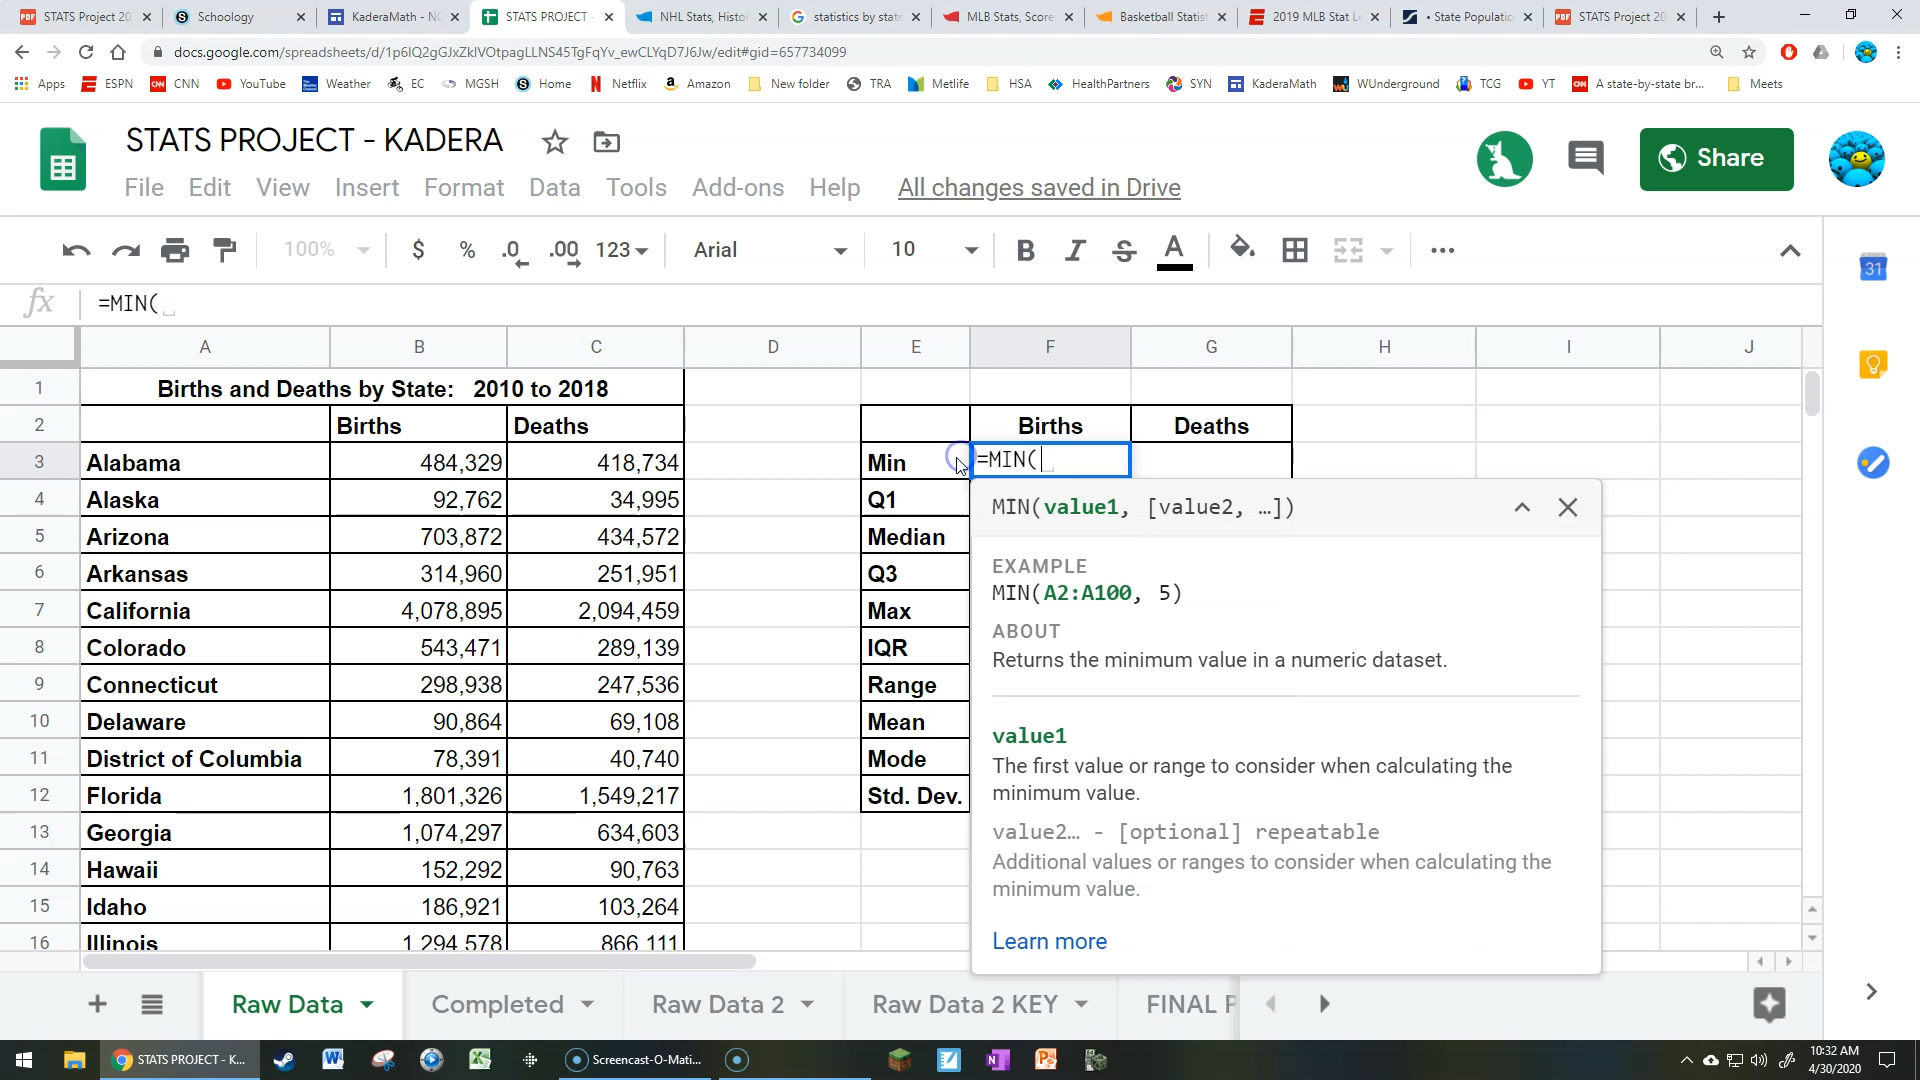 STATS Project 20
Schoology
KaderaMath - NC
STATS PROJECT -
NHL Stats, Histor
statistics by state
MLB Stats, Score
Basketball Statist
2019 MLB Stat Le
• State Populatio
STATS Project 20
docs.google.com/spreadsheets/d/1p6IQ2gGJxZkIVOtpagLLNS45TgFqYv_ewCLYqD7J6Jw/edit#gid=657734099
Apps ESPN CNN YouTube Weather EC MGSH Home Netflix Amazon New folder TRA Metlife HSA HealthPartners SYN KaderaMath WUnderground TCG YT A state-by-state br... Meets
STATS PROJECT - KADERA
Share
File Edit View Insert Format Data Tools Add-ons Help All changes saved in Drive
100% $ % .0 .00 123 Arial 10 B I S A ...
31
fx =MIN(
A B C D E F G H I J
1 Births and Deaths by State: 2010 to 2018
2 Births Deaths Births Deaths
3 Alabama 484,329 418,734 Min =MIN(
4 Alaska 92,762 34,995 Q1
5 Arizona 703,872 434,572 Median
6 Arkansas 314,960 251,951 Q3
7 California 4,078,895 2,094,459 Max
8 Colorado 543,471 289,139 IQR
9 Connecticut 298,938 247,536 Range
10 Delaware 90,864 69,108 Mean
11 District of Columbia 78,391 40,740 Mode
12 Florida 1,801,326 1,549,217 Std. Dev.
13 Georgia 1,074,297 634,603
14 Hawaii 152,292 90,763
15 Idaho 186,921 103,264
16 Illinois 1,294,578 866,111
MIN(value1, [value2, …])
EXAMPLE
MIN(A2:A100, 5)
ABOUT
Returns the minimum value in a numeric dataset.
value1
The first value or range to consider when calculating the
minimum value.
value2… - [optional] repeatable
Additional values or ranges to consider when calculating the
minimum value.
Learn more
Raw Data Completed Raw Data 2 Raw Data 2 KEY FINAL P
STATS PROJECT - K...
Screencast-O-Mati...
10:32 AM
4/30/2020